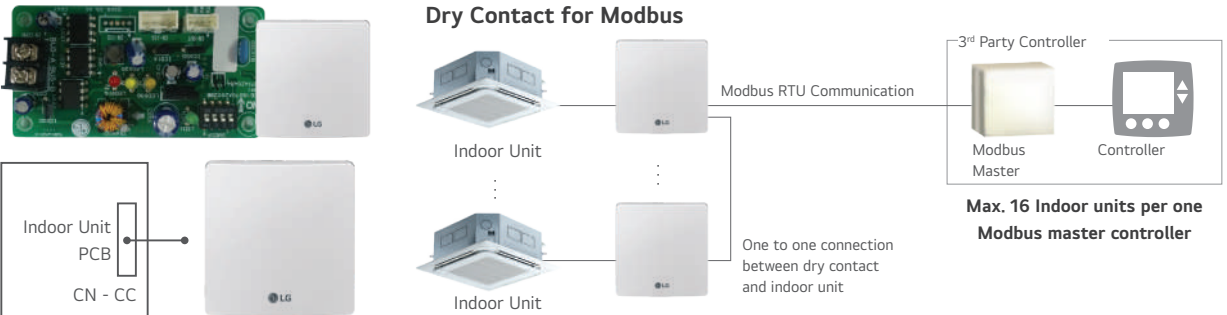 Dry Contact for Modbus
LG
Indoor Unit
PCB
CN - CC
LG
Indoor Unit
LG
Modbus RTU Communication
3rd Party Controller
Modbus
Master
Controller
Max. 16 Indoor units per one
Modbus master controller
Indoor Unit
LG
One to one connection
between dry contact
and indoor unit